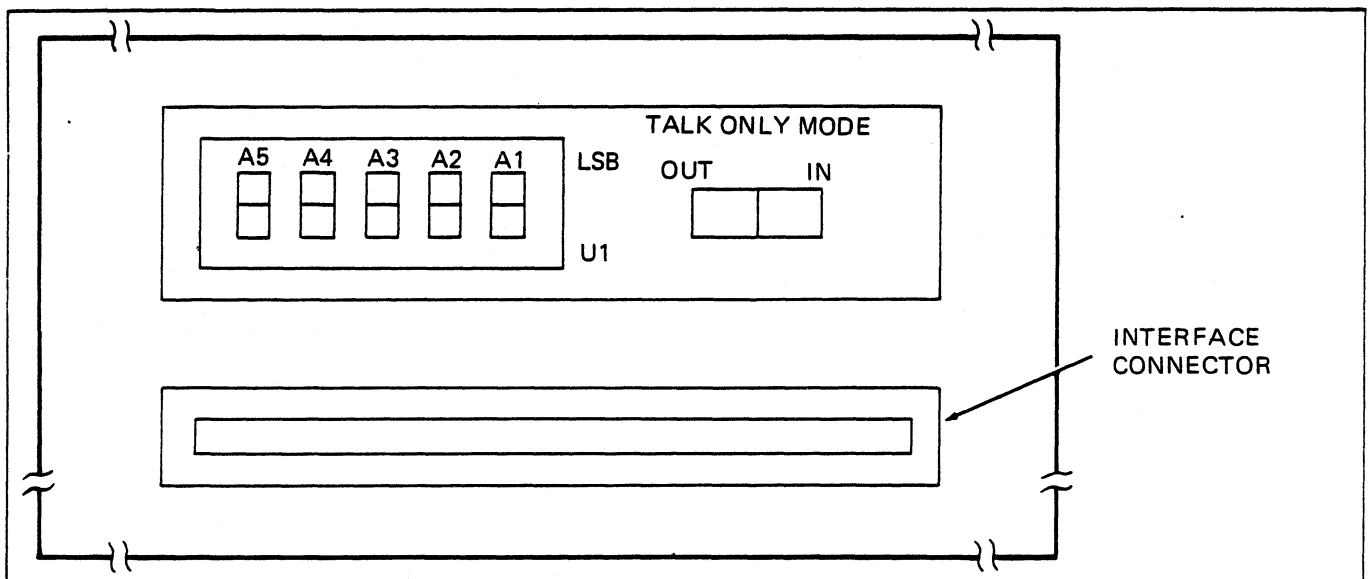 TALK ONLY MODE
A5 A4 A3 A2 A1 LSB
OUT IN
U1
INTERFACE
CONNECTOR